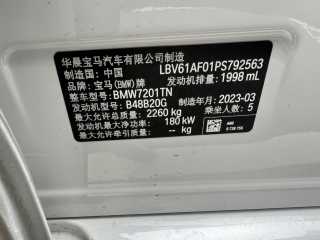 华晨宝马汽车有限公司制造 LBV61AF01PS792563
制造国：中国 发动机排量：1998 mL
品牌：宝马(BMW)牌
整车型号：BMW7201TN 制造年月：2023-03
发动机型号：B48B20G 乘坐人数：5
最大允许总质量：2260 kg
发动机最大净功率：180 kW
最大允许牵引质量：--kg